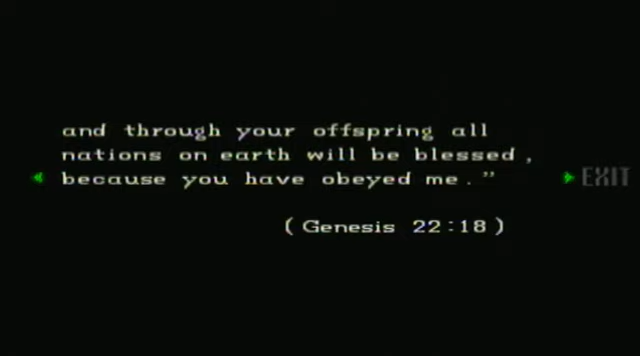 and through your offspring all
nations on earth will be blessed,
because you have obeyed me."
EXIT
(Genesis 22:18)